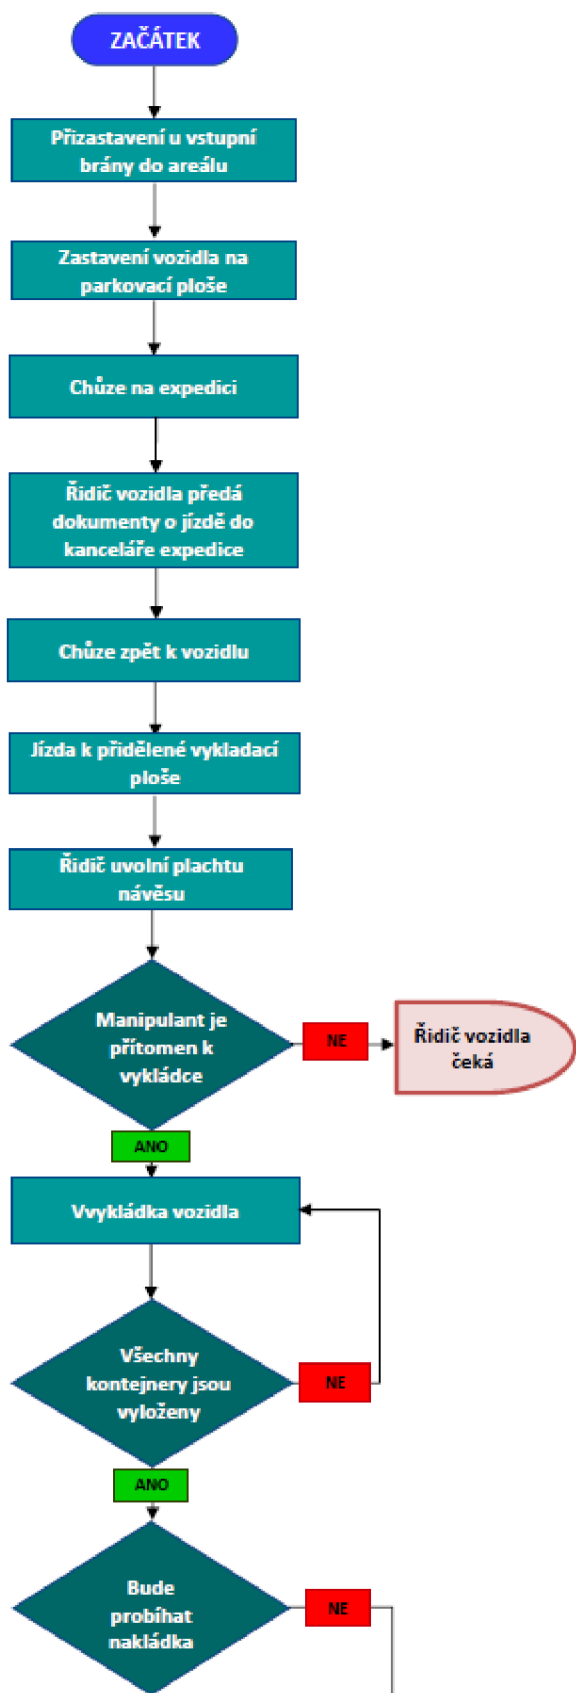 ZAČÁTEK
Přizastavení u vstupní
brány do areálu
Zastavení vozidla na
parkovací ploše
Chůze na expedici
Řidič vozidla předá
dokumenty o jízdě do
kanceláře expedice
Chůze zpět k vozidlu
Jízda k přidělené vykladací
ploše
Řidič uvolní plachtu
návěsu
Manipulant je
přítomen k
vykládce
NE
Řidič vozidla
čeká
ANO
Vvykládka vozidla
Všechny
kontejnery jsou
vyloženy
NE
ANO
Bude
probíhat
nakládka
NE